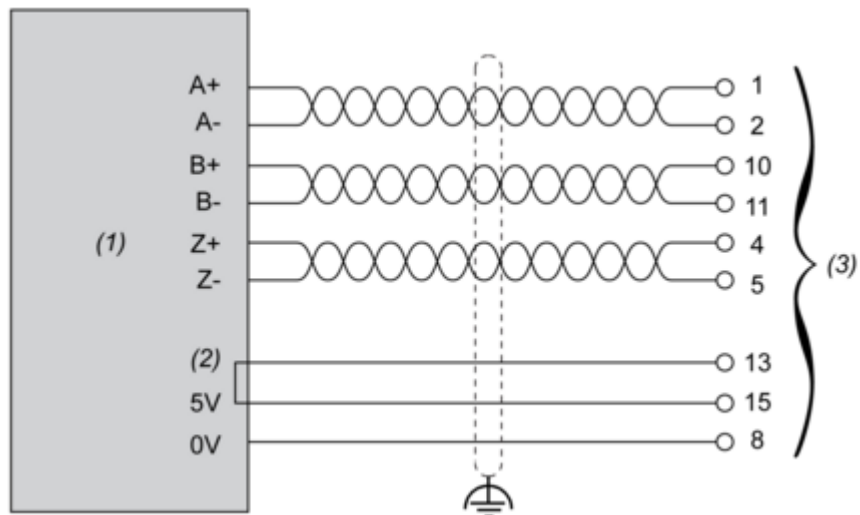 A+ 1
A- 2
B+ 10
B- 11
(1) Z+ 4
(3)
Z- 5
(2) 13
5V 15
0V 8